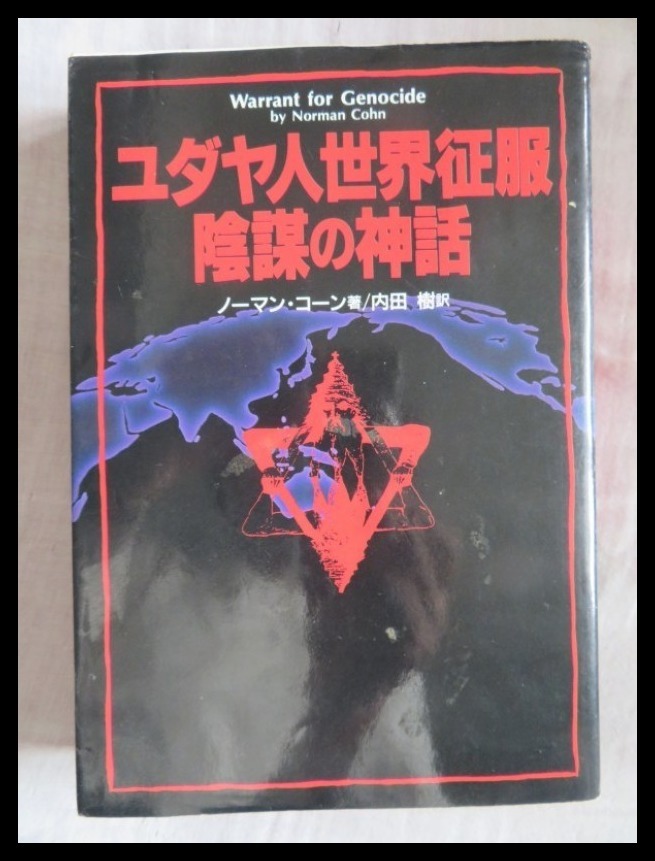 Warrant for Genocide
by Norman Cohn
ユダヤ人世界征服
陰謀の神話
ノーマン・コーン著/内田 樹訳